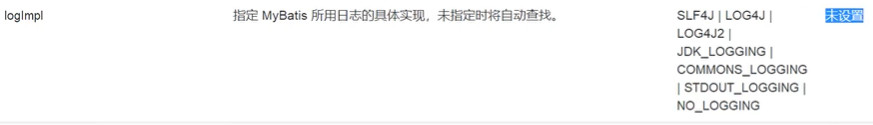 logImpl
指定 MyBatis 所用日志的具体实现，未指定时将自动查找。
SLF4J | LOG4J |
LOG4J2 |
JDK_LOGGING |
COMMONS_LOGGING
| STDOUT_LOGGING |
NO_LOGGING
未设置